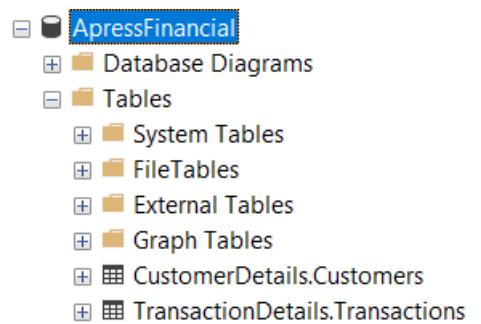 ApressFinancial
Database Diagrams
Tables
System Tables
FileTables
External Tables
Graph Tables
CustomerDetails.Customers
TransactionDetails.Transactions